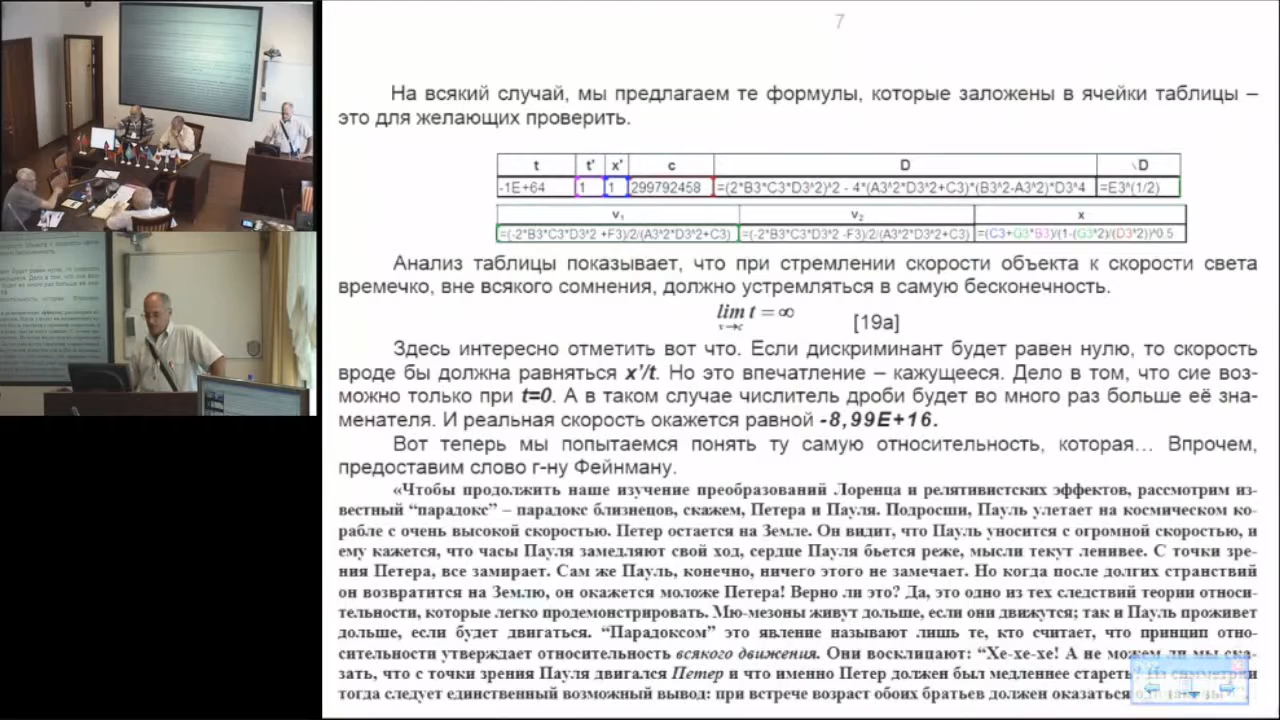 7
На всякий случай, мы предлагаем те формулы, которые заложены в ячейки таблицы –
это для желающих проверить.
t t' x' c D √D
-1E+64 1 1 299792458 =(2*B3*C3*D3^2)^2 - 4*(A3^2*D3^2+C3)*(B3^2-A3^2)*D3^4 =E3^(1/2)
v₁ v₂ x
=(-2*B3*C3*D3^2 +F3)/2/(A3^2*D3^2+C3) =(-2*B3*C3*D3^2 -F3)/2/(A3^2*D3^2+C3) =(C3+G3*B3)/(1-(G3^2)/(D3^2))^0.5
Анализ таблицы показывает, что при стремлении скорости объекта к скорости света
времечко, вне всякого сомнения, должно устремляться в самую бесконечность.
lim t = ∞ [19а]
v→c
Здесь интересно отметить вот что. Если дискриминант будет равен нулю, то скорость
вроде бы должна равняться x'/t. Но это впечатление – кажущееся. Дело в том, что сие воз-
можно только при t=0. А в таком случае числитель дроби будет во много раз больше её зна-
менателя. И реальная скорость окажется равной -8,99E+16.
Вот теперь мы попытаемся понять ту самую относительность, которая… Впрочем,
предоставим слово г-ну Фейнману.
«Чтобы продолжить наше изучение преобразований Лоренца и релятивистских эффектов, рассмотрим из-
вестный “парадокс” – парадокс близнецов, скажем, Петера и Пауля. Подросши, Пауль улетает на космическом ко-
рабле с очень высокой скоростью. Петер остается на Земле. Он видит, что Пауль уносится с огромной скоростью, и
ему кажется, что часы Пауля замедляют свой ход, сердце Пауля бьется реже, мысли текут ленивее. С точки зре-
ния Петера, все замирает. Сам же Пауль, конечно, ничего этого не замечает. Но когда после долгих странствий
он возвратится на Землю, он окажется моложе Петера! Верно ли это? Да, это одно из тех следствий теории относи-
тельности, которые легко продемонстрировать. Мю-мезоны живут дольше, если они движутся; так и Пауль проживет
дольше, если будет двигаться. “Парадоксом” это явление называют лишь те, кто считает, что принцип отно-
сительности утверждает относительность всякого движения. Они восклицают: “Хе-хе-хе! А не можем ли мы ска-
зать, что с точки зрения Пауля двигался Петер и что именно Петер должен был медленнее стареть? Из симметрии
тогда следует единственный возможный вывод: при встрече возраст обоих братьев должен оказаться